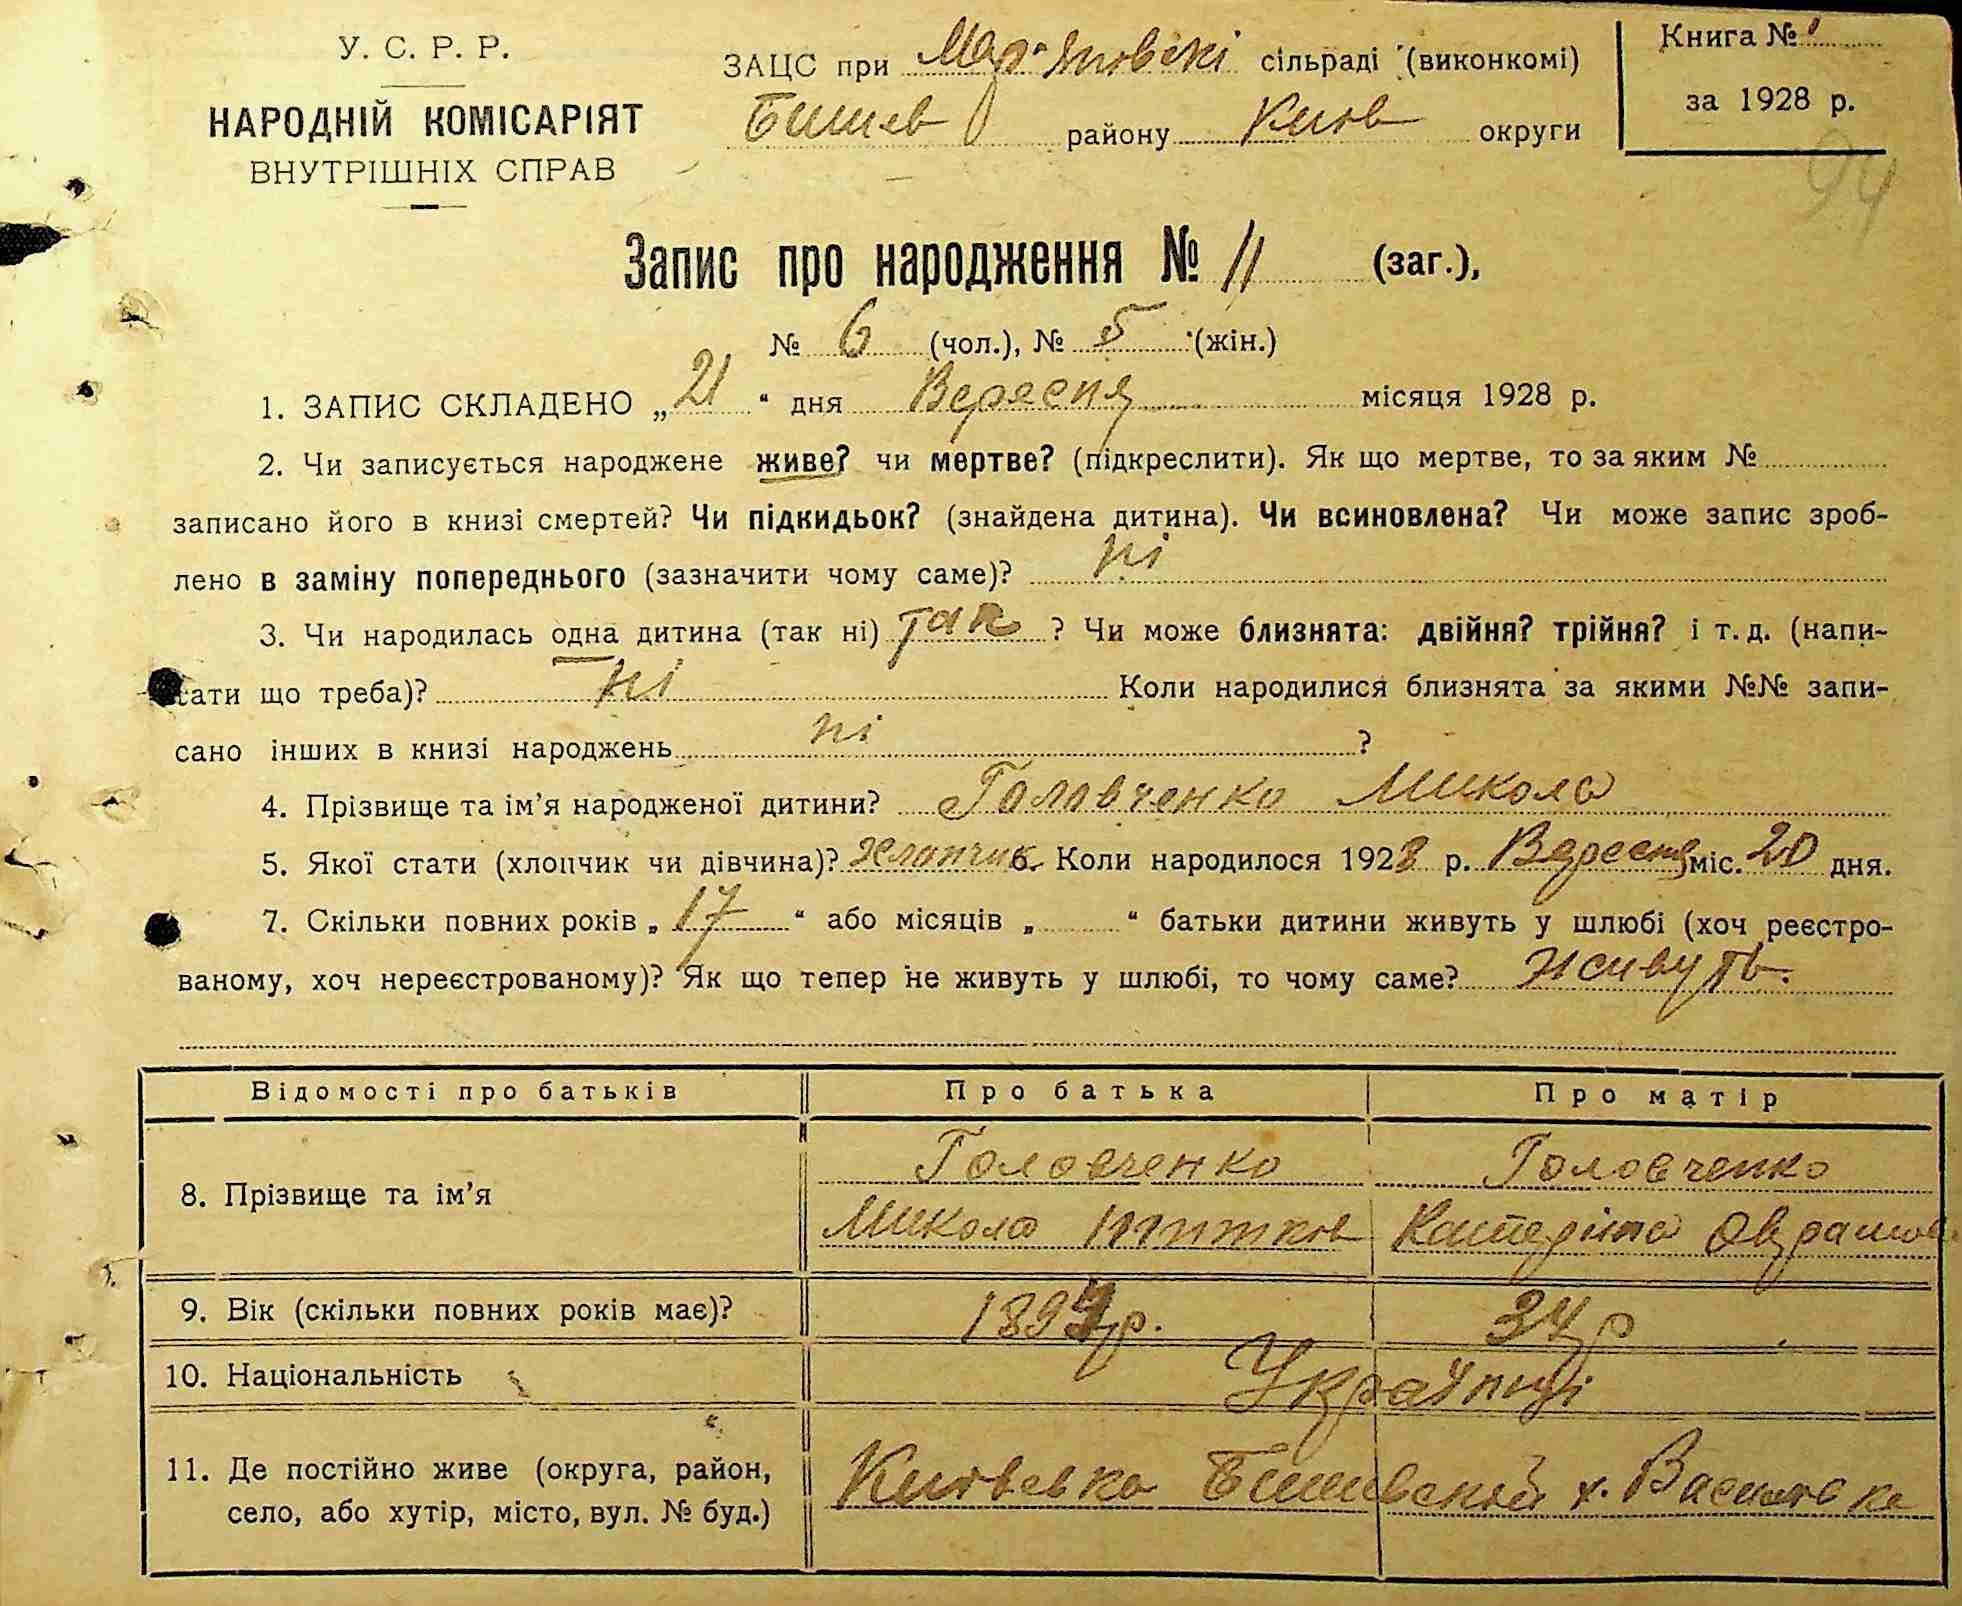 У. С. Р. Р.
НАРОДНІЙ КОМІСАРІЯТ
ВНУТРІШНІХ СПРАВ
ЗАЦС при сільраді (виконкомі)
Бишев району Київ округи
Книга №
за 1928 р.
94
Запис про народження № 11 (заг.),
№ 6 (чол.), № 5 (жін.)
1. ЗАПИС СКЛАДЕНО „21“ дня Вересня місяця 1928 р.
2. Чи записується народжене живе? чи мертве? (підкреслити). Як що мертве, то за яким №
записано його в книзі смертей? Чи підкидьок? (знайдена дитина). Чи всиновлена? Чи може запис зроб-
лено в заміну попереднього (зазначити чому саме)? ні
3. Чи народилась одна дитина (так ні) так ? Чи може близнята: двійня? трійня? і т. д. (напи-
сати що треба)? ні Коли народилися близнята за якими №№ запи-
сано інших в книзі народжень ні ?
4. Прізвище та ім’я народженої дитини? Головченко Микола
5. Якої стати (хлопчик чи дівчина)? хлопчик 6. Коли народилося 1928 р. Вересня міс. 20 дня.
7. Скільки повних років „17“ або місяців „ “ батьки дитини живуть у шлюбі (хоч реєстро-
ваному, хоч нереєстрованому)? Як що тепер не живуть у шлюбі, то чому саме? живуть.
Відомості про батьків Про батька Про матір
8. Прізвище та ім’я Головченко Головченко
Микола Катеріна
9. Вік (скільки повних років має)? 34 р
10. Національність Українці
11. Де постійно живе (округа, район,
село, або хутір, місто, вул. № буд.)
х.